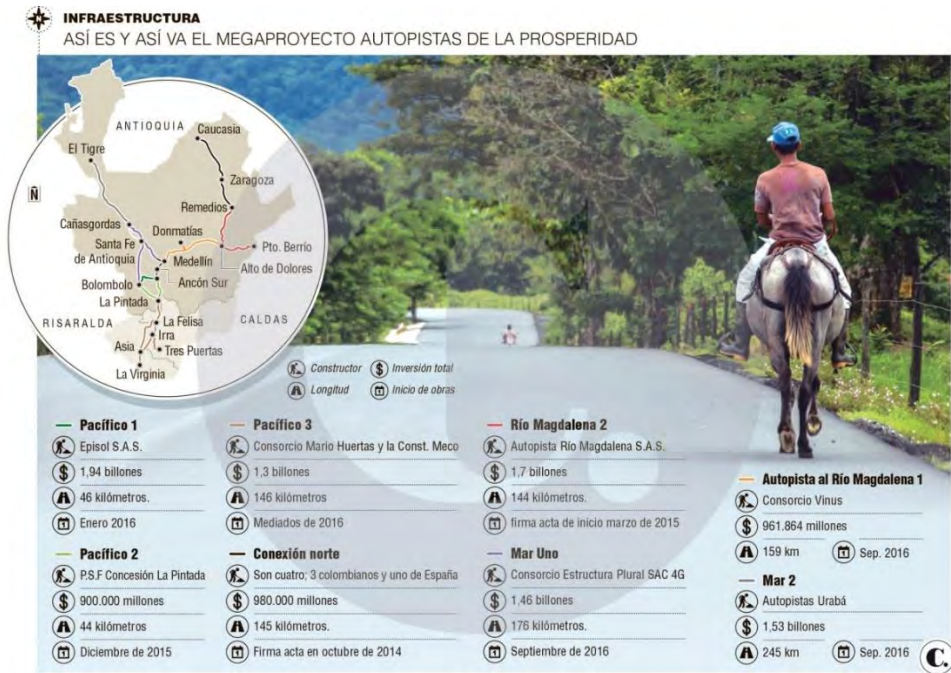 INFRAESTRUCTURA
ASÍ ES Y ASÍ VA EL MEGAPROYECTO AUTOPISTAS DE LA PROSPERIDAD
ANTIOQUIA
Caucasia
El Tigre
Zaragoza
Remedios
Cañasgordas
Donmatías
Santa Fe
de Antioquia
Pto. Berrío
Medellín
Alto de Dolores
Bolombolo
Ancón Sur
La Pintada
RISARALDA
La Felisa
CALDAS
Irra
Asia
Tres Puertas
La Virginia
N
Constructor
Inversión total
Longitud
Inicio de obras
Pacífico 1
Episol S.A.S.
1,94 billones
46 kilómetros.
Enero 2016
Pacífico 2
P.S.F Concesión La Pintada
900.000 millones
44 kilómetros
Diciembre de 2015
Pacífico 3
Consorcio Mario Huertas y la Const. Meco
1,3 billones
146 kilómetros
Mediados de 2016
Conexión norte
Son cuatro; 3 colombianos y uno de España
980.000 millones
145 kilómetros.
Firma acta en octubre de 2014
Río Magdalena 2
Autopista Río Magdalena S.A.S.
1,7 billones
144 kilómetros.
firma acta de inicio marzo de 2015
Mar Uno
Consorcio Estructura Plural SAC 4G
1,46 billones
176 kilómetros.
Septiembre de 2016
Autopista al Río Magdalena 1
Consorcio Vinus
961.864 millones
159 km
Sep. 2016
Mar 2
Autopistas Urabá
1,53 billones
245 km
Sep. 2016
C.